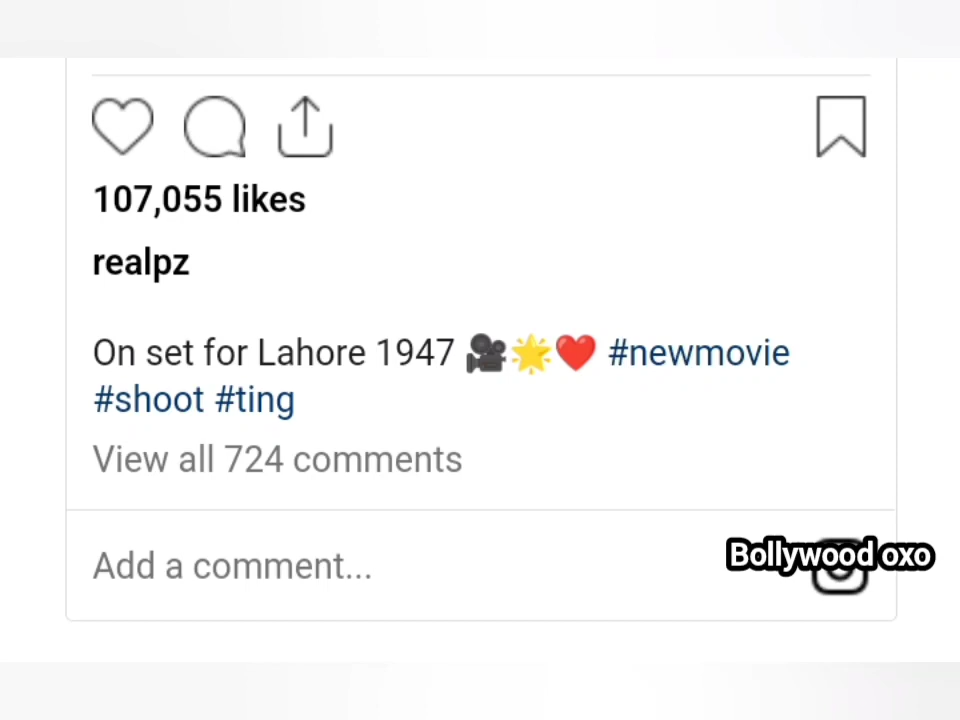 107,055 likes
realpz
On set for Lahore 1947 🎥🌟❤️ #newmovie
#shoot #ting
View all 724 comments
Add a comment...
Bollywood oxo